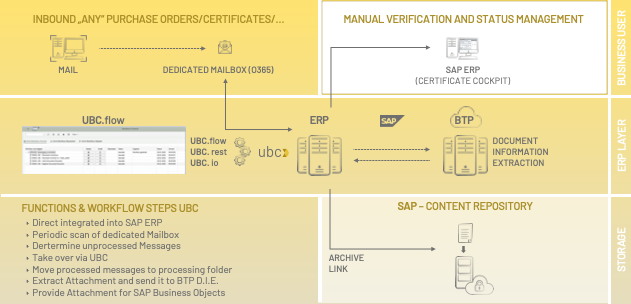 INBOUND „ANY” PURCHASE ORDERS/CERTIFICATES/...
MAIL
DEDICATED MAILBOX (O365)
MANUAL VERIFICATION AND STATUS MANAGEMENT
SAP ERP
(CERTIFICATE COCKPIT)
BUSINESS USER
UBC.flow
UBC.flow
UBC. rest
UBC. io
ubc
ERP
SAP
BTP
DOCUMENT
INFORMATION
EXTRACTION
ERP LAYER
FUNCTIONS & WORKFLOW STEPS UBC
• Direct integrated into SAP ERP
• Periodic scan of dedicated Mailbox
• Dertermine unprocessed Messages
• Take over via UBC
• Move processed messages to processing folder
• Extract Attachment and send it to BTP D.I.E.
• Provide Attachment for SAP Business Objects
SAP – CONTENT REPOSITORY
ARCHIVE
LINK
STORAGE